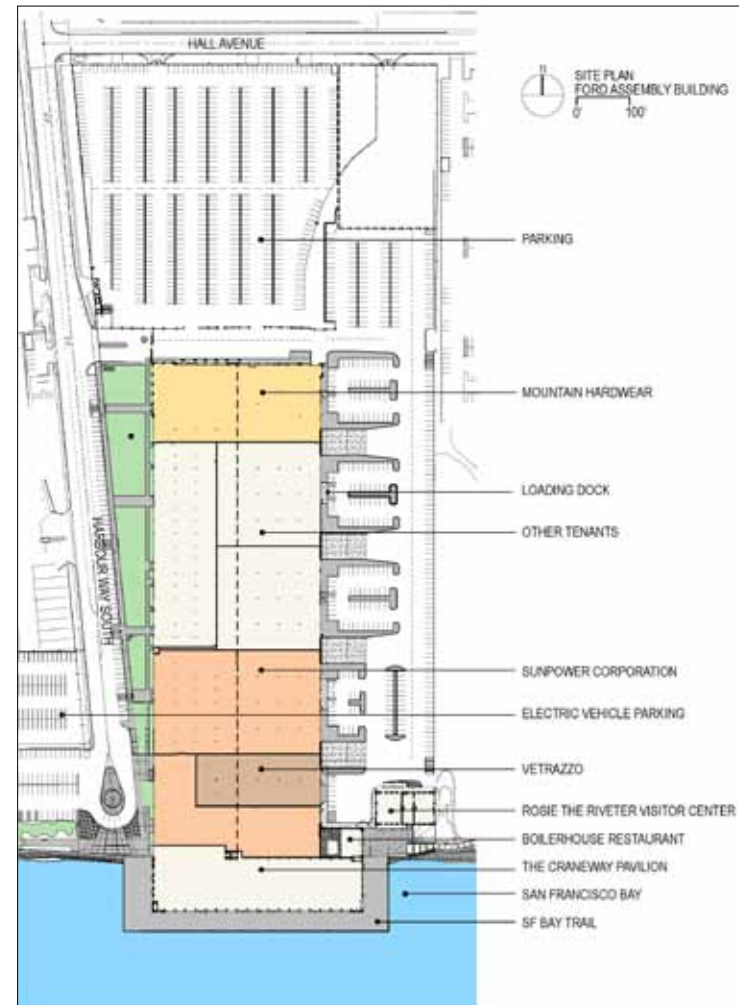 HALL AVENUE
N
SITE PLAN
FORD ASSEMBLY BUILDING
0' 100'
PARKING
MOUNTAIN HARDWEAR
LOADING DOCK
OTHER TENANTS
HARBOUR WAY SOUTH
SUNPOWER CORPORATION
ELECTRIC VEHICLE PARKING
VETRAZZO
ROSIE THE RIVETER VISITOR CENTER
BOILERHOUSE RESTAURANT
THE CRANEWAY PAVILION
SAN FRANCISCO BAY
SF BAY TRAIL